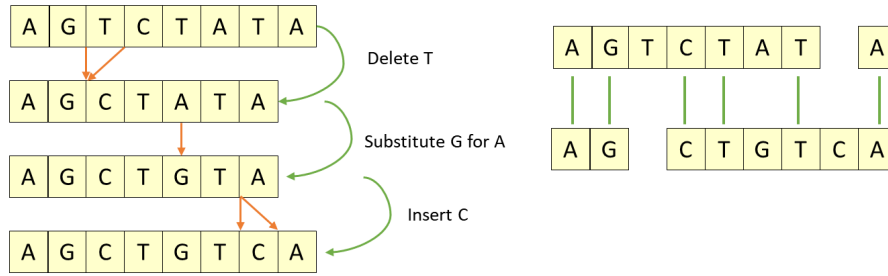 A G T C T A T A
Delete T
A G C T A T A
Substitute G for A
A G C T G T A
Insert C
A G C T G T C A
A G T C T A T A
A G C T G T C A